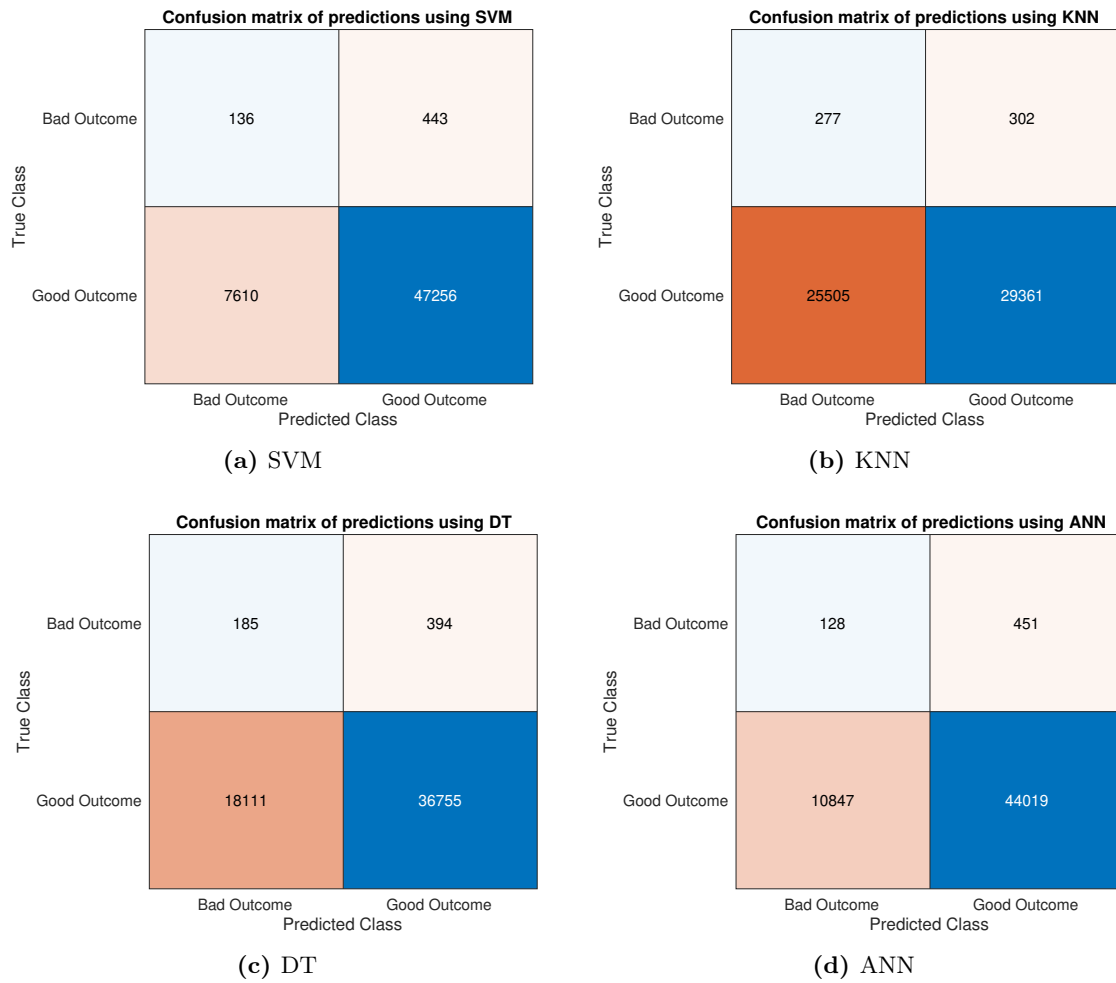 Confusion matrix of predictions using SVM
Bad Outcome
136
443
True Class
Good Outcome
7610
47256
Bad Outcome
Good Outcome
Predicted Class
(a) SVM
Confusion matrix of predictions using KNN
Bad Outcome
277
302
True Class
Good Outcome
25505
29361
Bad Outcome
Good Outcome
Predicted Class
(b) KNN
Confusion matrix of predictions using DT
Bad Outcome
185
394
True Class
Good Outcome
18111
36755
Bad Outcome
Good Outcome
Predicted Class
(c) DT
Confusion matrix of predictions using ANN
Bad Outcome
128
451
True Class
Good Outcome
10847
44019
Bad Outcome
Good Outcome
Predicted Class
(d) ANN